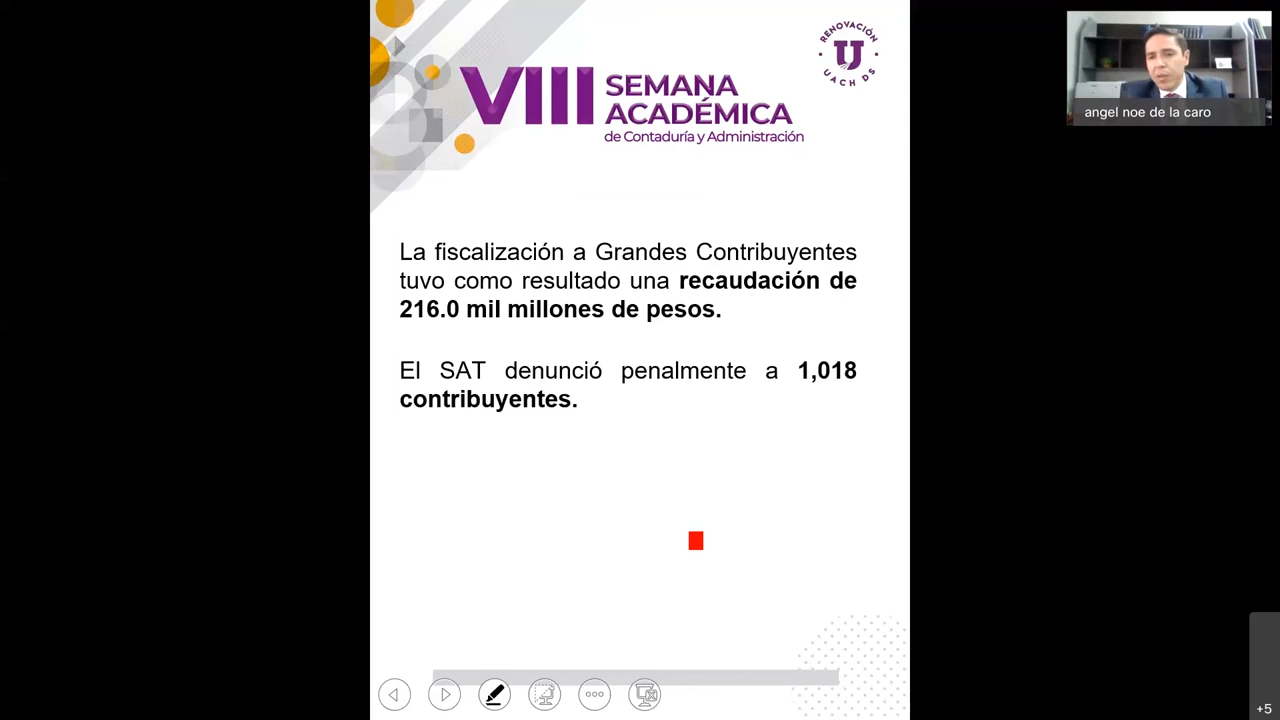 RENOVACIÓN
U
UACH DS
VIII SEMANA
ACADÉMICA
de Contaduría y Administración
angel noe de la caro
La fiscalización a Grandes Contribuyentes
tuvo como resultado una recaudación de
216.0 mil millones de pesos.
El SAT denunció penalmente a 1,018
contribuyentes.
+5